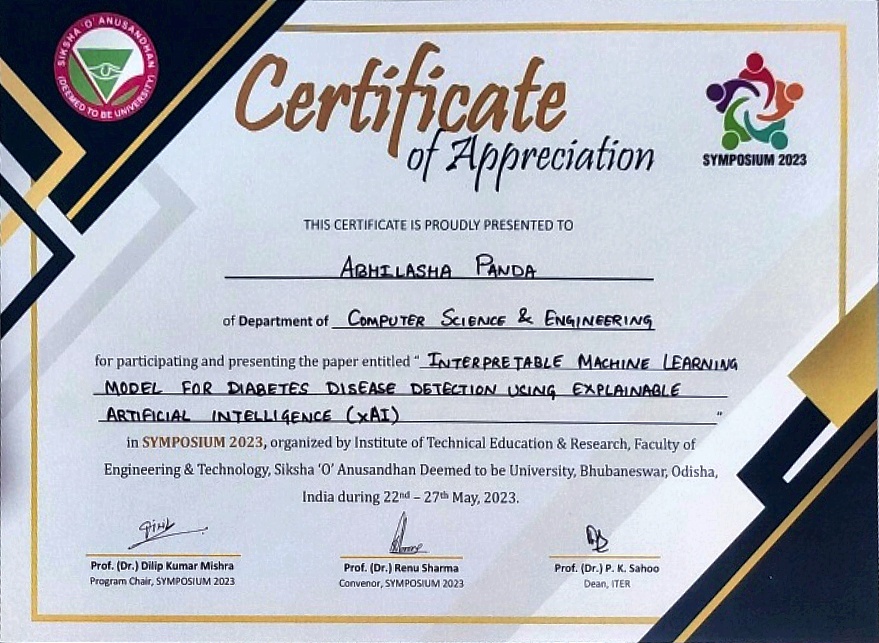 SIKSHA 'O' ANUSANDHAN
(DEEMED TO BE UNIVERSITY)
Certificate
of Appreciation
SYMPOSIUM 2023
THIS CERTIFICATE IS PROUDLY PRESENTED TO
ABHILASHA PANDA
of Department of COMPUTER SCIENCE & ENGINEERING
for participating and presenting the paper entitled " INTERPRETABLE MACHINE LEARNING
MODEL FOR DIABETES DISEASE DETECTION USING EXPLAINABLE
ARTIFICIAL INTELLIGENCE (XAI) "
in SYMPOSIUM 2023, organized by Institute of Technical Education & Research, Faculty of
Engineering & Technology, Siksha 'O' Anusandhan Deemed to be University, Bhubaneswar, Odisha,
India during 22nd – 27th May, 2023.
Prof. (Dr.) Dilip Kumar Mishra
Program Chair, SYMPOSIUM 2023
Prof. (Dr.) Renu Sharma
Convenor, SYMPOSIUM 2023
Prof. (Dr.) P. K. Sahoo
Dean, ITER